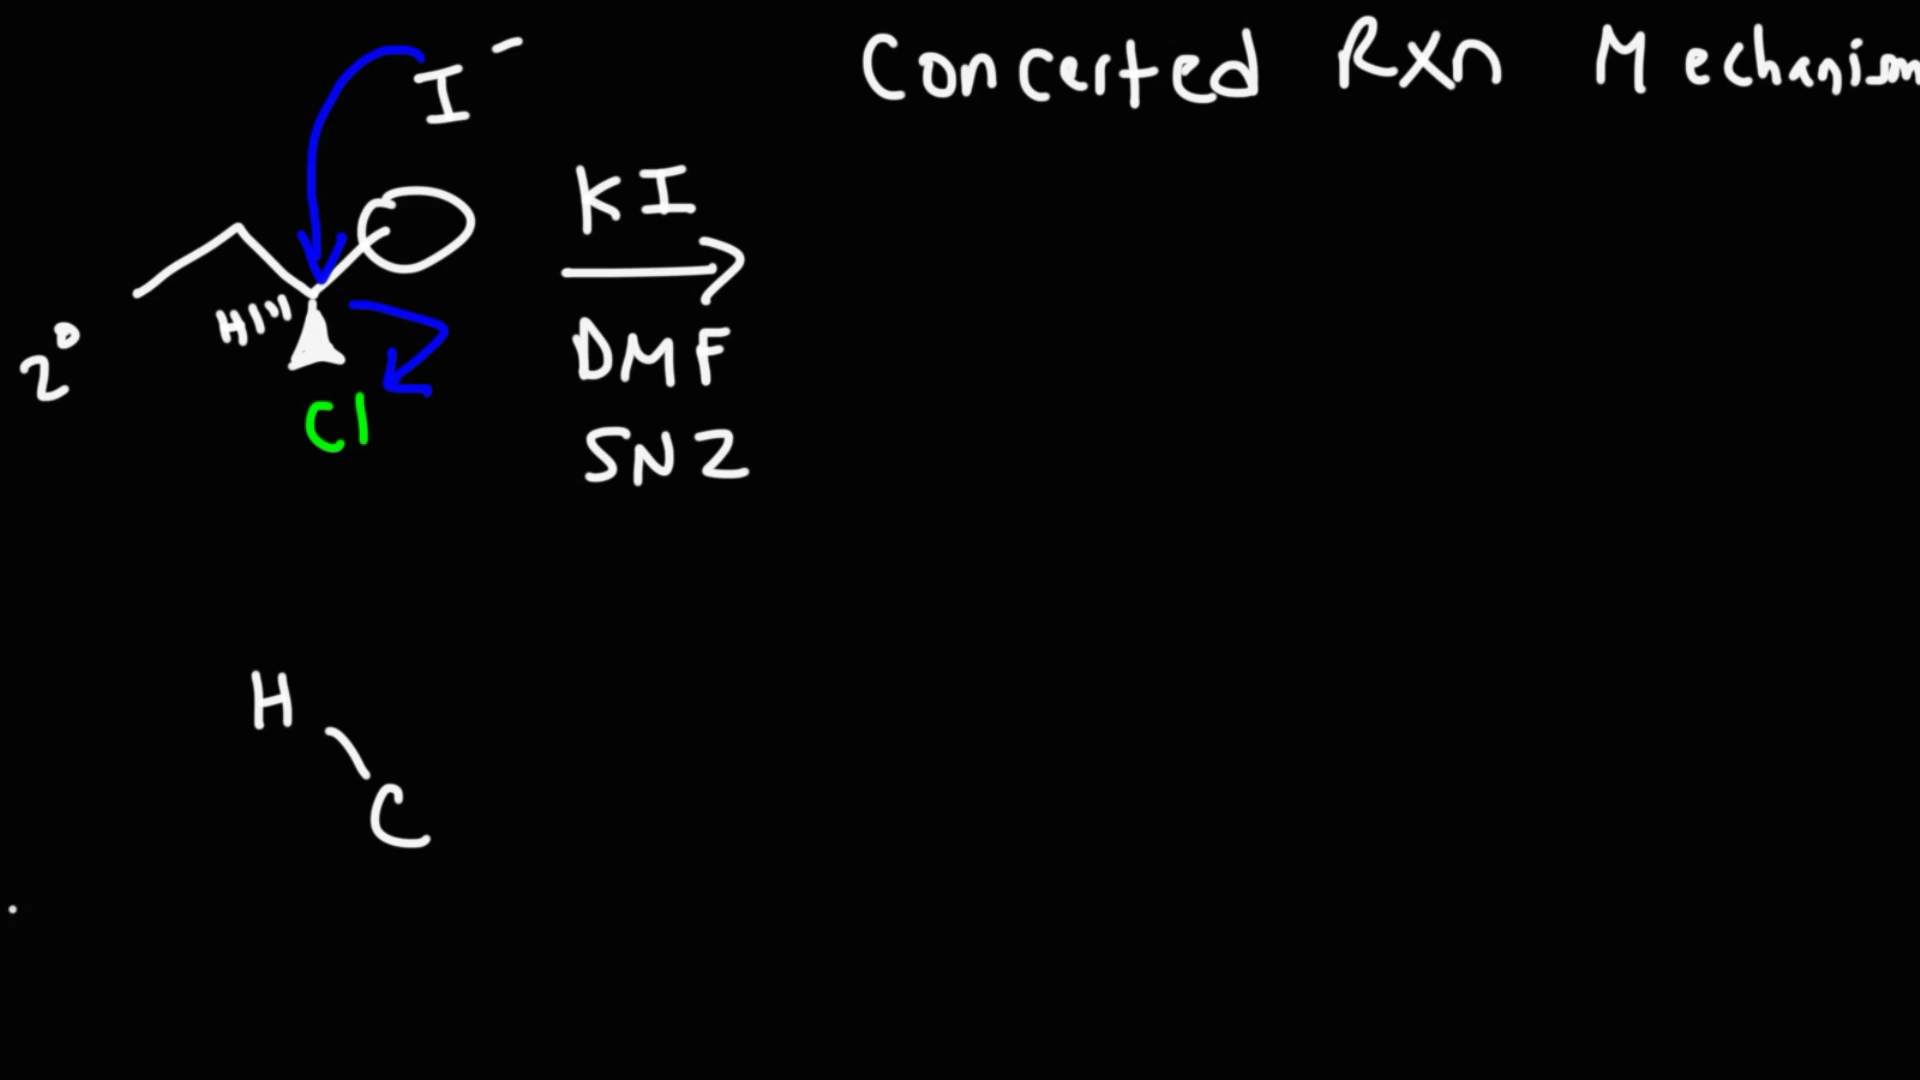 I⁻
Concerted Rxn Mechanism
KI
H
2°
DMF
Cl
SN2
H
C